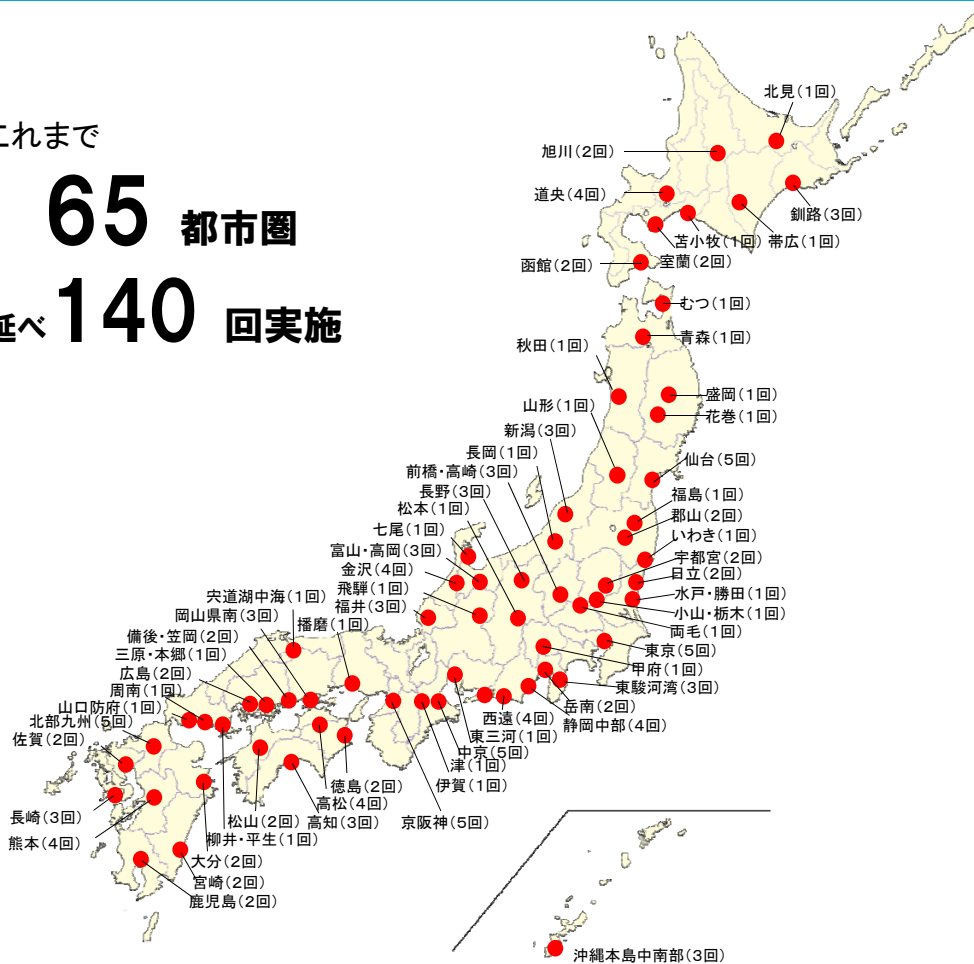 これまで
65 都市圏
延べ 140 回実施
北見(1回)
旭川(2回)
道央(4回)
釧路(3回)
苫小牧(1回)
帯広(1回)
函館(2回)
室蘭(2回)
むつ(1回)
青森(1回)
秋田(1回)
盛岡(1回)
山形(1回)
花巻(1回)
新潟(3回)
長岡(1回)
仙台(5回)
前橋・高崎(3回)
長野(3回)
福島(1回)
松本(1回)
郡山(2回)
七尾(1回)
いわき(1回)
富山・高岡(3回)
宇都宮(2回)
金沢(4回)
日立(2回)
飛騨(1回)
水戸・勝田(1回)
宍道湖中海(1回)
福井(3回)
小山・栃木(1回)
岡山県南(3回)
播磨(1回)
両毛(1回)
備後・笠岡(2回)
東京(5回)
三原・本郷(1回)
甲府(1回)
広島(2回)
東駿河湾(3回)
周南(1回)
岳南(2回)
山口防府(1回)
西遠(4回)
静岡中部(4回)
北部九州(5回)
東三河(1回)
佐賀(2回)
中京(5回)
津(1回)
伊賀(1回)
徳島(2回)
高松(4回)
長崎(3回)
松山(2回)
高知(3回)
京阪神(5回)
熊本(4回)
柳井・平生(1回)
大分(2回)
宮崎(2回)
鹿児島(2回)
沖縄本島中南部(3回)